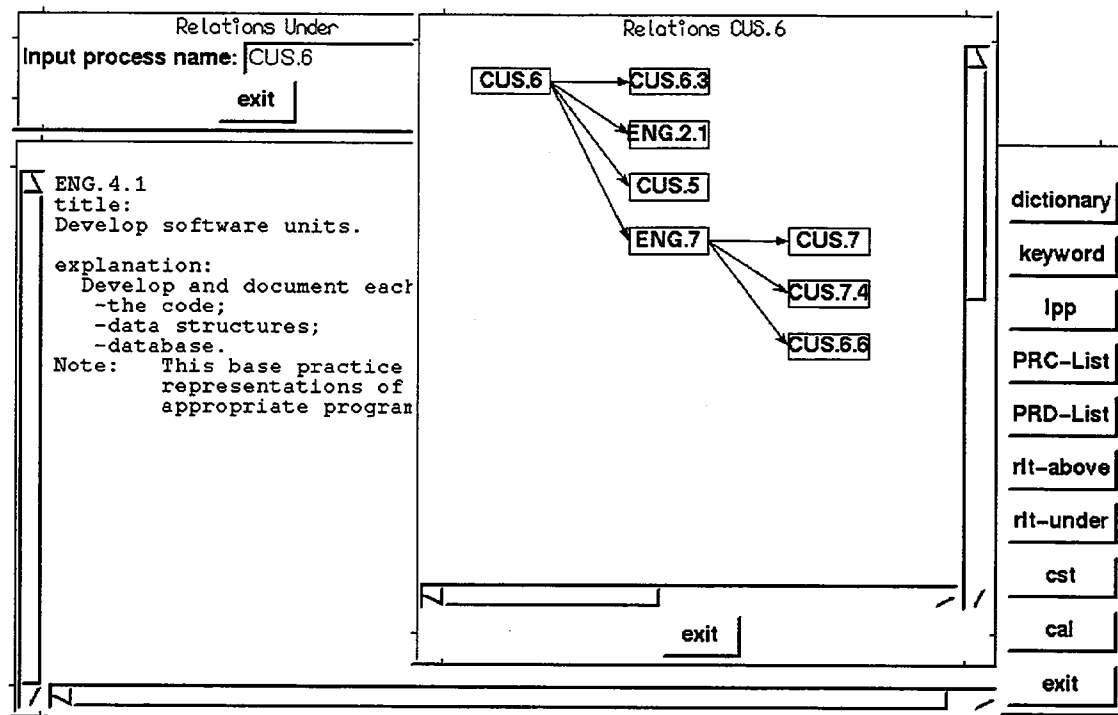 Relations Under
Input process name: CUS.6
exit
Relations CUS.6
CUS.6
CUS.6.3
ENG.2.1
CUS.5
ENG.7
CUS.7
CUS.7.4
CUS.6.6
exit
ENG.4.1
title:
Develop software units.
explanation:
Develop and document each
-the code;
-data structures;
-database.
Note: This base practice
representations of
appropriate program
dictionary
keyword
lpp
PRC-List
PRD-List
rlt-above
rlt-under
cst
cal
exit